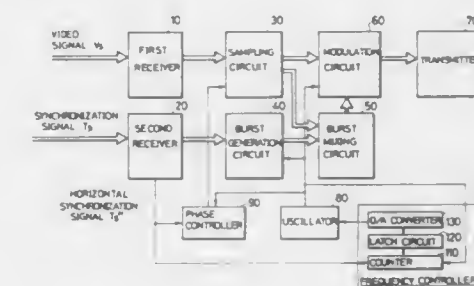 10
30
60
70
VIDEO
SIGNAL Vs
FIRST
RECEIVER
SAMPLING
CIRCUIT
MODULATION
CIRCUIT
TRANSMITTE
20
40
50
SYNCHRONIZATION
SIGNAL Ts
SECOND
RECEIVER
BURST
GENERATION
CIRCUIT
BURST
MIXING
CIRCUIT
HORIZONTAL
SYNCHRONIZATION
SIGNAL Ts"
90
80
PHASE
CONTROLLER
OSCILLATOR
D/A CONVERTER
130
LATCH CIRCUIT
120
COUNTER
110
FREQUENCY CONTROLLER